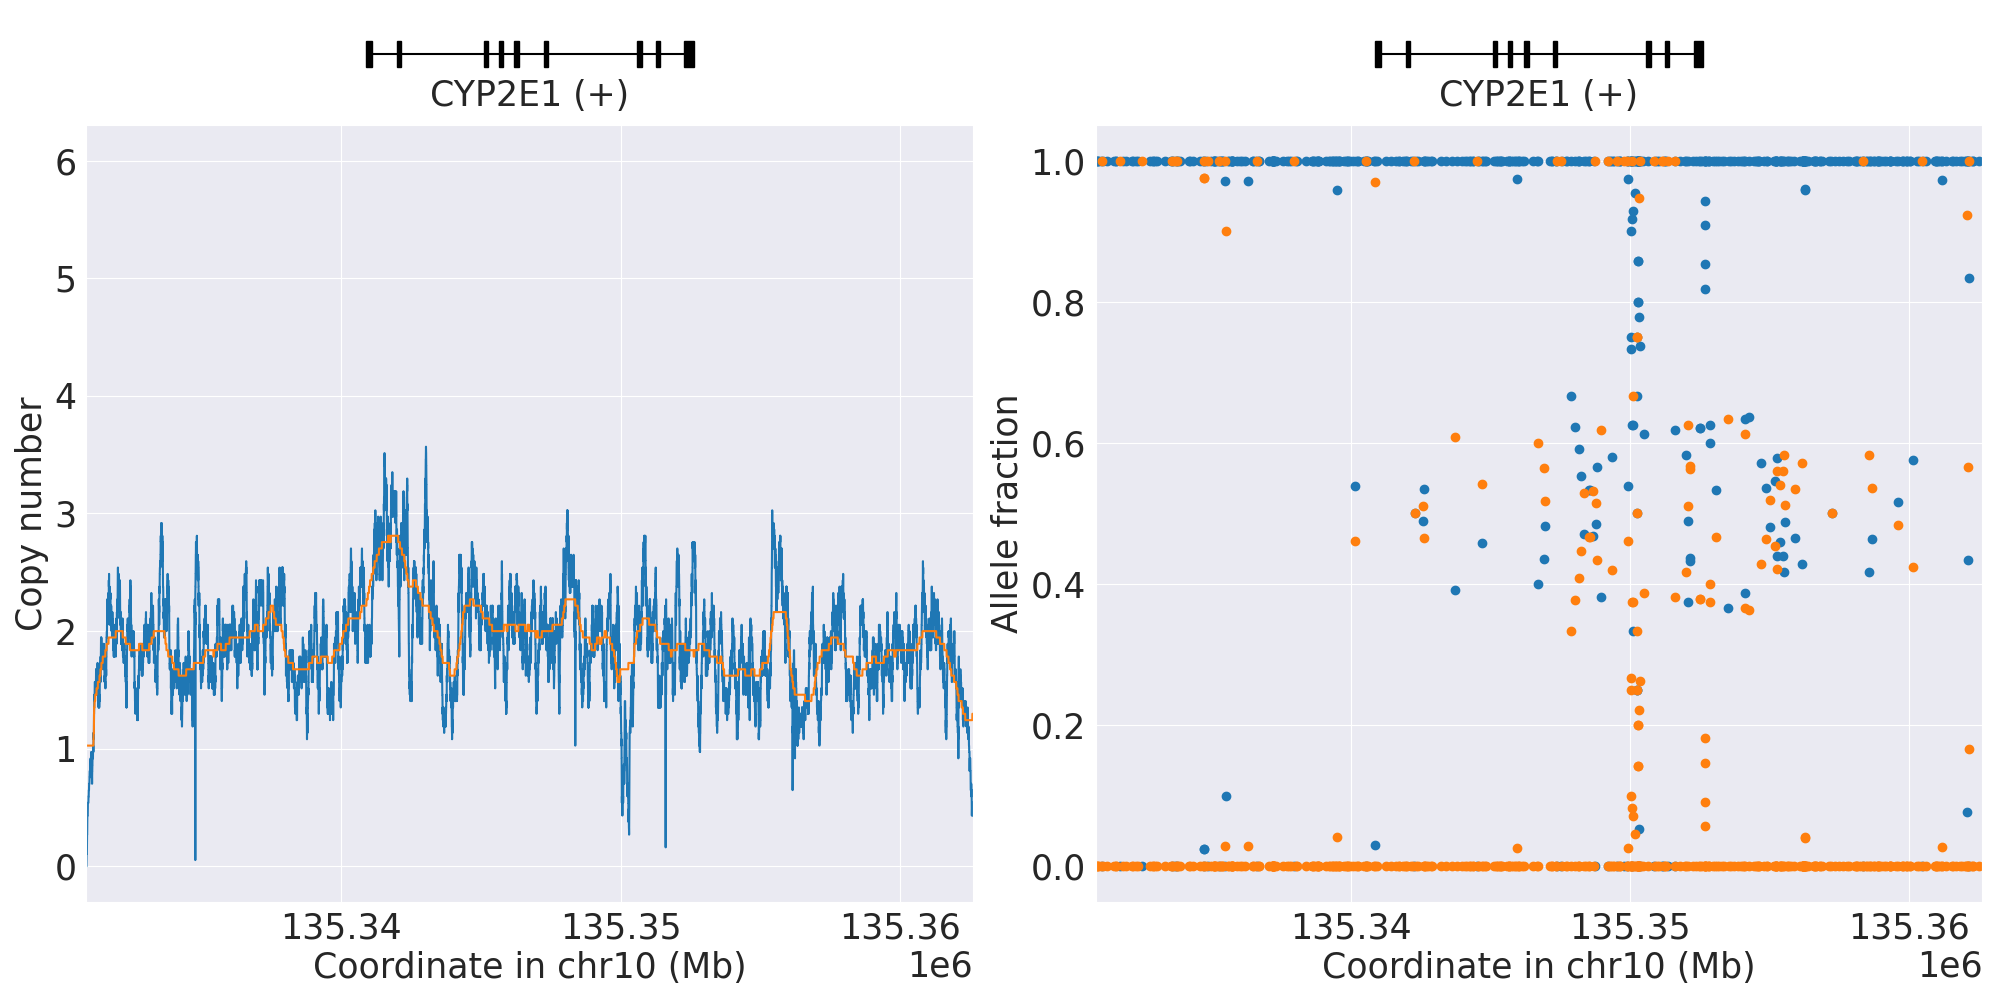 CYP2E1 (+)
6
5
4
3
2
1
0
Copy number
135.34
135.35
135.36
Coordinate in chr10 (Mb)
1e6
CYP2E1 (+)
1.0
0.8
0.6
0.4
0.2
0.0
Allele fraction
135.34
135.35
135.36
Coordinate in chr10 (Mb)
1e6